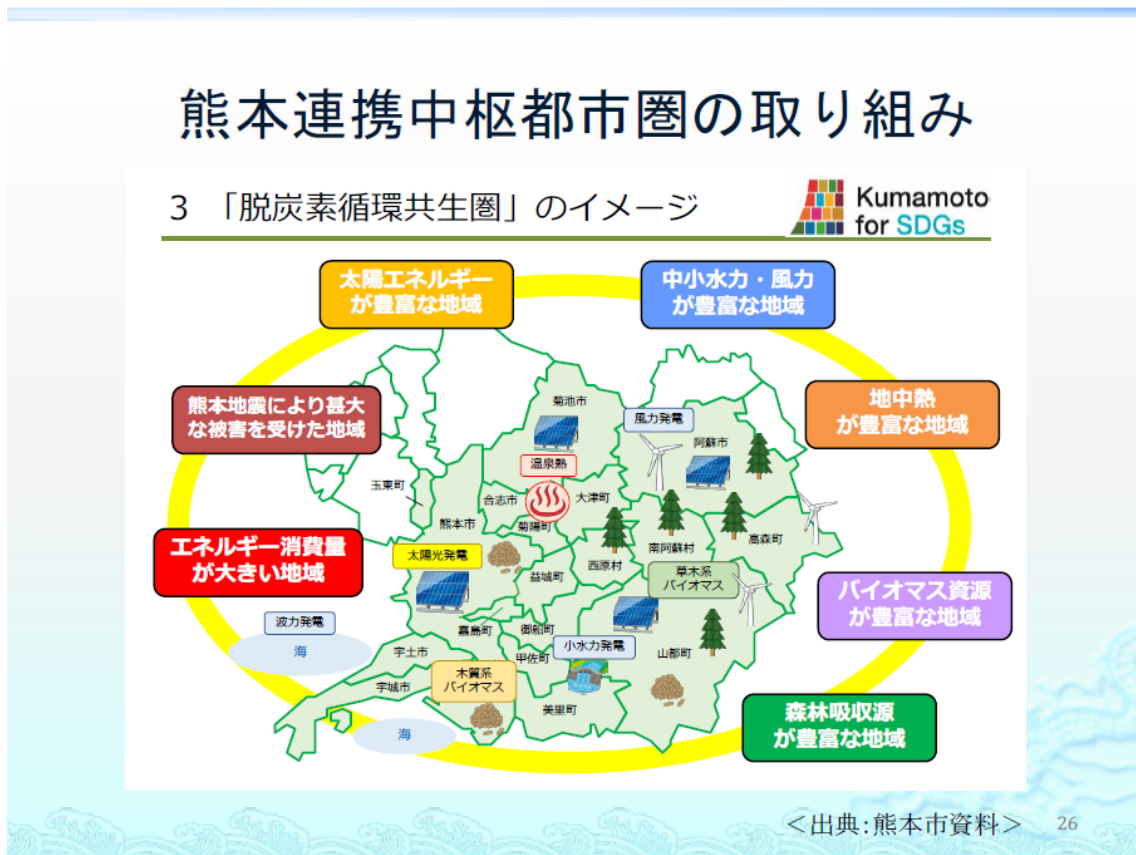 熊本連携中枢都市圏の取り組み
3 「脱炭素循環共生圏」のイメージ
Kumamoto
for SDGs
太陽エネルギー
が豊富な地域
中小水力・風力
が豊富な地域
熊本地震により甚大
な被害を受けた地域
地中熱
が豊富な地域
菊池市
風力発電
阿蘇市
温泉熱
玉東町
合志市
大津町
熊本市
菊陽町
南阿蘇村
高森町
エネルギー消費量
が大きい地域
太陽光発電
西原村
益城町
草木系
バイオマス
バイオマス資源
が豊富な地域
波力発電
海
嘉島町
御船町
小水力発電
山都町
宇土市
甲佐町
宇城市
木質系
バイオマス
美里町
海
森林吸収源
が豊富な地域
＜出典:熊本市資料＞
26